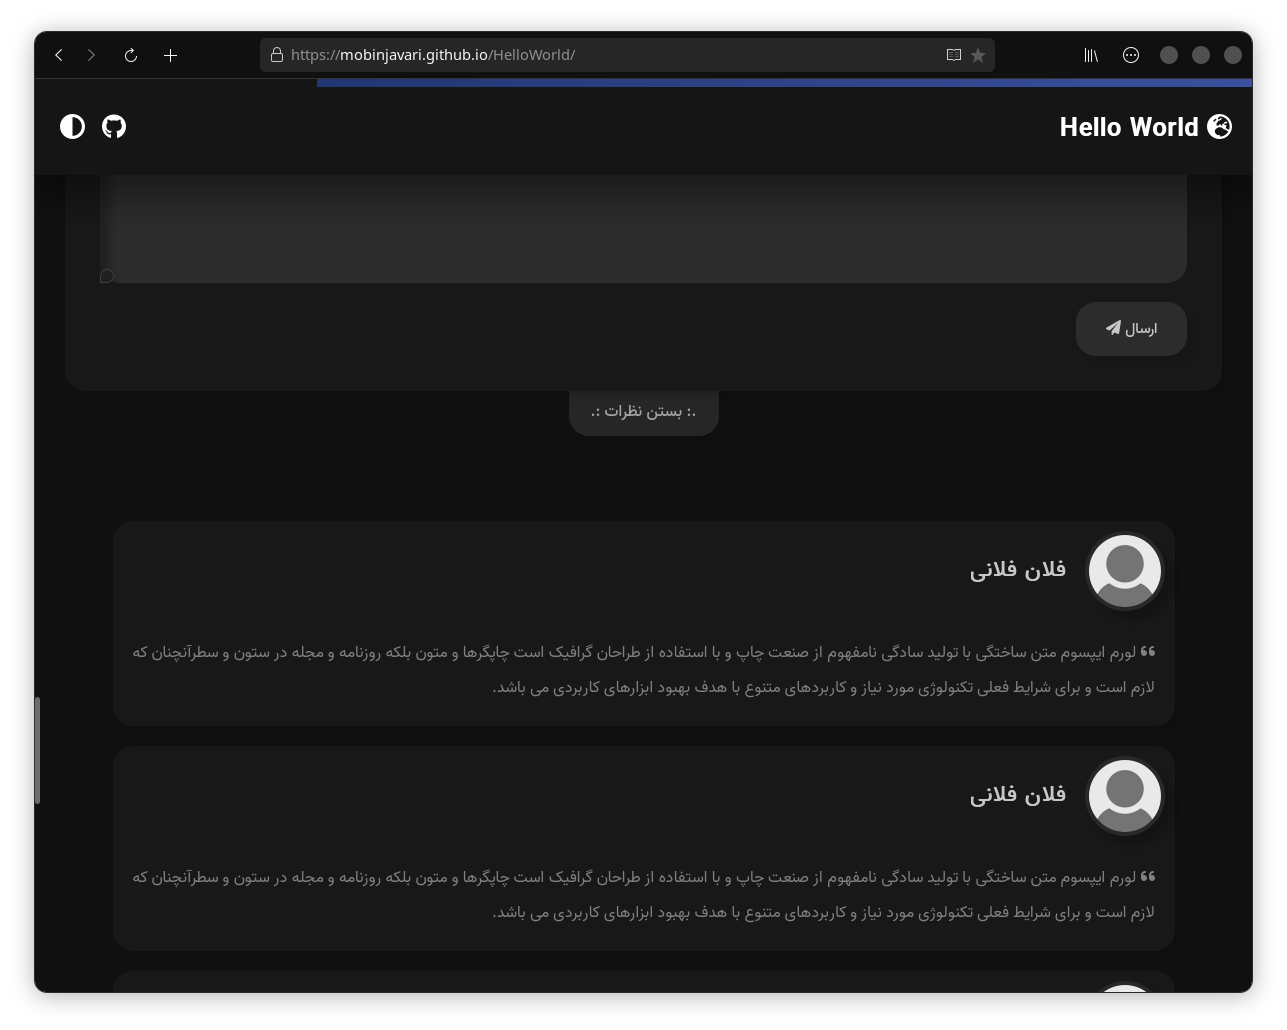 https://mobinjavari.github.io/HelloWorld/
Hello World
ارسال
.: بستن نظرات :.
فلان فلانی
❝ لورم ایپسوم متن ساختگی با تولید سادگی نامفهوم از صنعت چاپ و با استفاده از طراحان گرافیک است چاپگرها و متون بلکه روزنامه و مجله در ستون و سطرآنچنان که
لازم است و برای شرایط فعلی تکنولوژی مورد نیاز و کاربردهای متنوع با هدف بهبود ابزارهای کاربردی می باشد.
فلان فلانی
❝ لورم ایپسوم متن ساختگی با تولید سادگی نامفهوم از صنعت چاپ و با استفاده از طراحان گرافیک است چاپگرها و متون بلکه روزنامه و مجله در ستون و سطرآنچنان که
لازم است و برای شرایط فعلی تکنولوژی مورد نیاز و کاربردهای متنوع با هدف بهبود ابزارهای کاربردی می باشد.